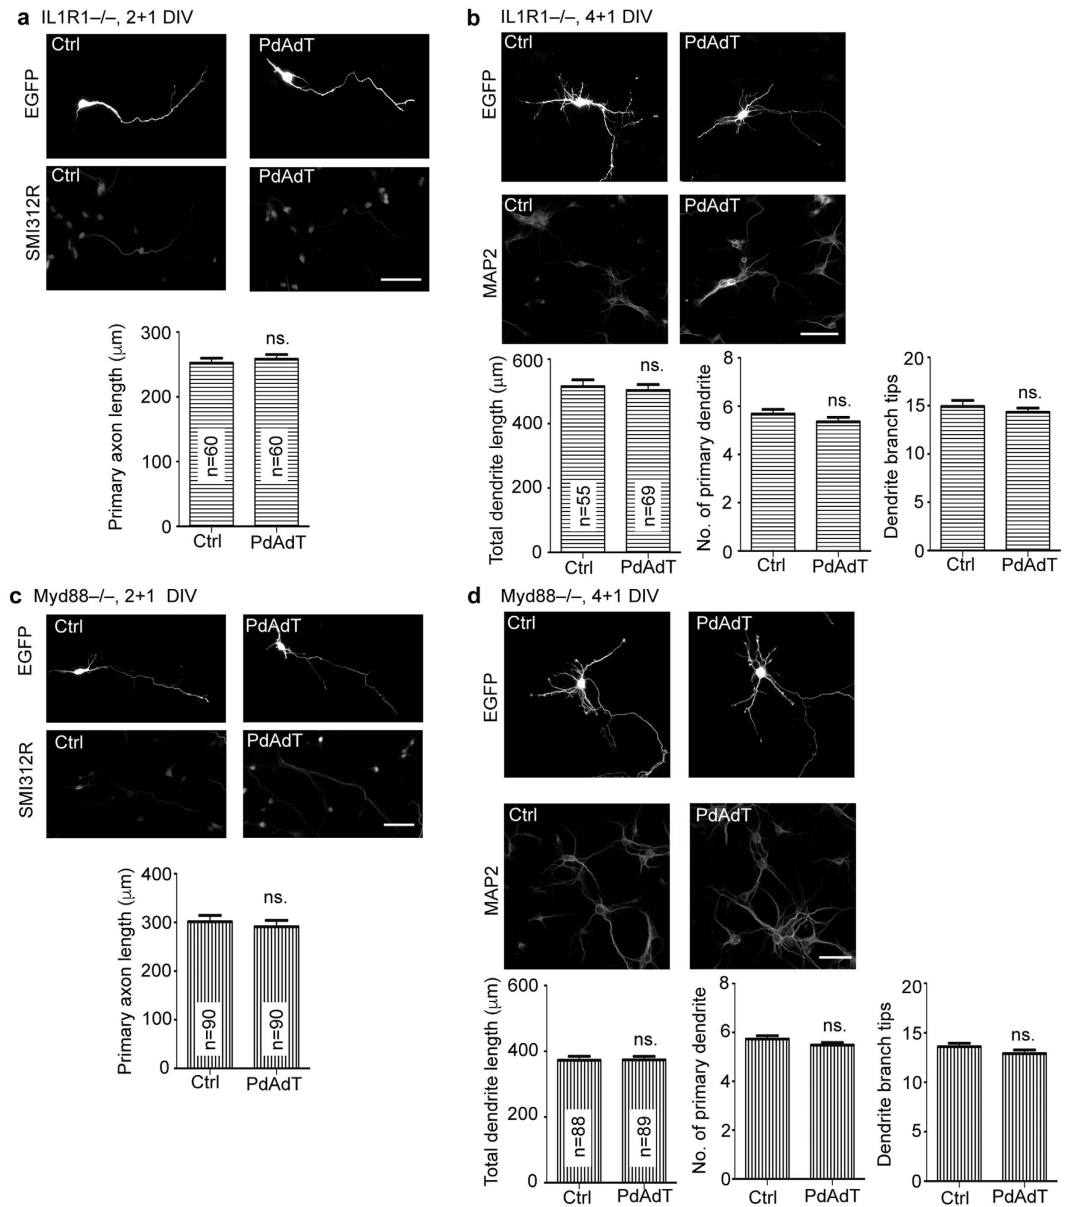 a IL1R1–/–, 2+1 DIV
Ctrl
PdAdT
EGFP
Ctrl
PdAdT
SMI312R
Primary axon length (μm)
300
200
100
0
ns.
n=60
n=60
Ctrl
PdAdT
b IL1R1–/–, 4+1 DIV
Ctrl
PdAdT
EGFP
Ctrl
PdAdT
MAP2
Total dendrite length (μm)
600
400
200
0
ns.
n=55
n=69
Ctrl
PdAdT
No. of primary dendrite
8
6
4
2
0
ns.
Ctrl
PdAdT
Dendrite branch tips
20
15
10
5
0
ns.
Ctrl
PdAdT
c Myd88–/–, 2+1 DIV
Ctrl
PdAdT
EGFP
Ctrl
PdAdT
SMI312R
Primary axon length (μm)
400
300
200
100
0
ns.
n=90
n=90
Ctrl
PdAdT
d Myd88–/–, 4+1 DIV
Ctrl
PdAdT
EGFP
Ctrl
PdAdT
MAP2
Total dendrite length (μm)
600
400
200
0
ns.
n=88
n=89
Ctrl
PdAdT
No. of primary dendrite
8
6
4
2
0
ns.
Ctrl
PdAdT
Dendrite branch tips
20
15
10
5
0
ns.
Ctrl
PdAdT